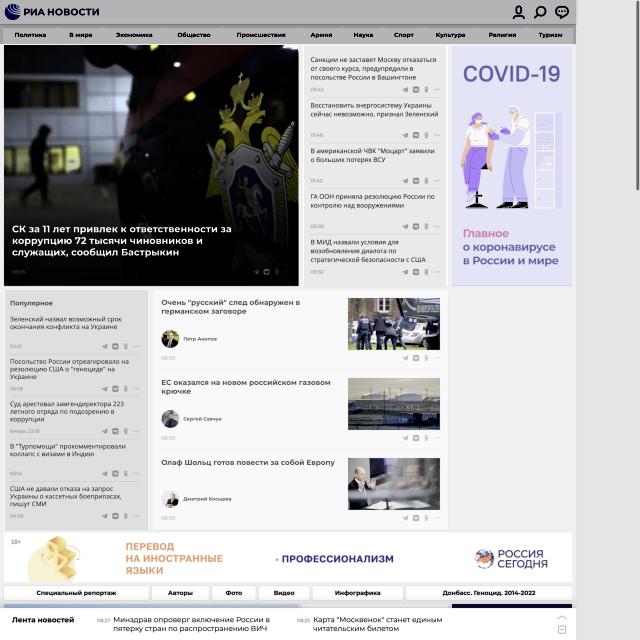 РИА НОВОСТИ
Политика В мире Экономика Общество Происшествия Армия Наука Спорт Культура Религия Туризм
СК за 11 лет привлек к ответственности за
коррупцию 72 тысячи чиновников и
служащих, сообщил Бастрыкин
00:05
Санкции не заставят Москву отказаться
от своего курса, предупредили в
посольстве России в Вашингтоне
03:42
Восстановить энергосистему Украины
сейчас невозможно, признал Зеленский
01:48
В американской ЧВК "Моцарт" заявили
о больших потерях ВСУ
01:43
ГА ООН приняла резолюцию России по
контролю над вооружениями
03:00
В МИД назвали условия для
возобновления диалога по
стратегической безопасности с США
00:32
COVID-19
Главное
о коронавирусе
в России и мире
Популярное
Зеленский назвал возможный срок
окончания конфликта на Украине
Посольство России отреагировало на
резолюцию США о "геноциде" на
Украине
Суд арестовал замгендиректора 223
летного отряда по подозрению в
коррупции
Вчера, 22:18
В "Турпомощи" прокомментировали
коллапс с визами в Индию
США не давали отказа на запрос
Украины о кассетных боеприпасах,
пишут СМИ
04:06
Очень "русский" след обнаружен в
германском заговоре
Петр Акопов
08:00
ЕС оказался на новом российском газовом
крючке
Сергей Савчук
08:00
Олаф Шольц готов повести за собой Европу
Дмитрий Косырев
08:00
18+
ПЕРЕВОД
НА ИНОСТРАННЫЕ
ЯЗЫКИ
• ПРОФЕССИОНАЛИЗМ
РОССИЯ
СЕГОДНЯ
Специальный репортаж Авторы Фото Видео Инфографика Донбасс. Геноцид. 2014-2022
Лента новостей
08:27 Минздрав опроверг включение России в
пятерку стран по распространению ВИЧ
08:25 Карта "Москвенок" станет единым
читательским билетом